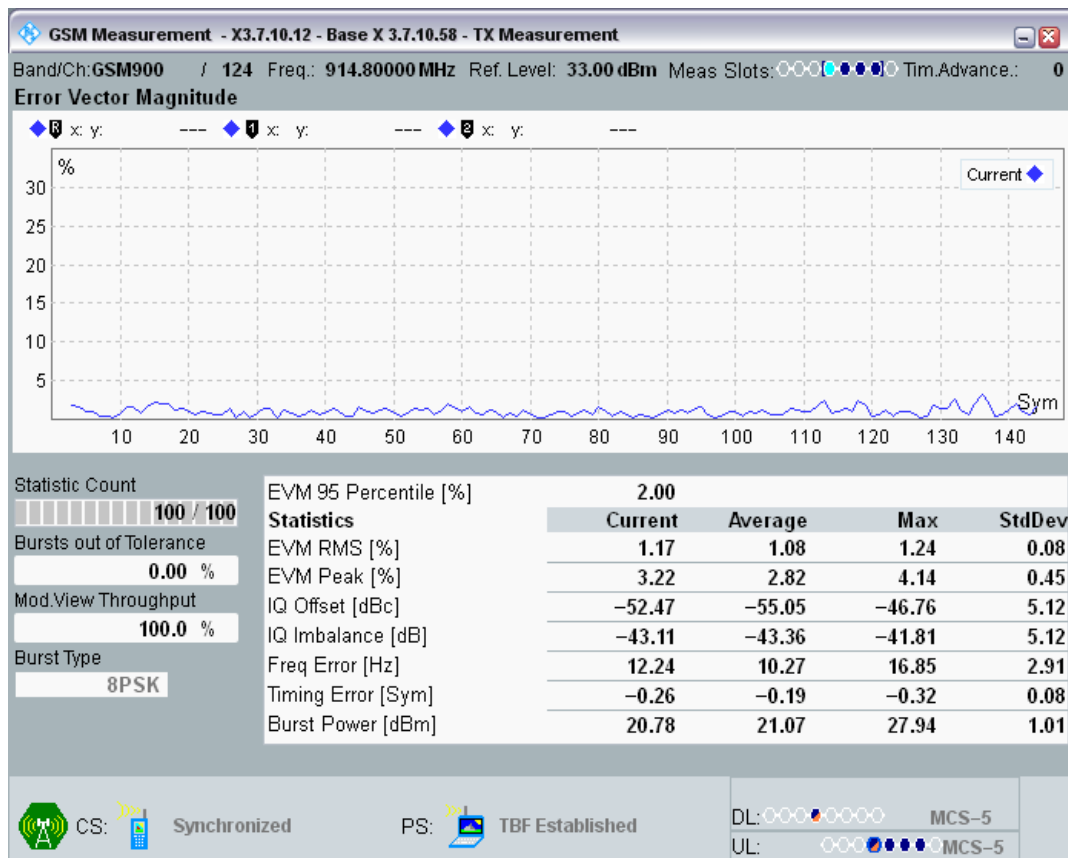 GSM Measurement - X3.7.10.12 - Base X 3.7.10.58 - TX Measurement
Band/Ch:GSM900 / 124 Freq.: 914.80000 MHz Ref. Level: 33.00 dBm Meas Slots: Tim.Advance.: 0
Error Vector Magnitude
R x: y: --- 1 x: y: --- 2 x: y: ---
%
Current
30
25
20
15
10
5
Sym
10 20 30 40 50 60 70 80 90 100 110 120 130 140
Statistic Count
100 / 100
Bursts out of Tolerance
0.00 %
Mod.View Throughput
100.0 %
Burst Type
8PSK
EVM 95 Percentile [%] 2.00
Statistics Current Average Max StdDev
EVM RMS [%] 1.17 1.08 1.24 0.08
EVM Peak [%] 3.22 2.82 4.14 0.45
IQ Offset [dBc] −52.47 −55.05 −46.76 5.12
IQ Imbalance [dB] −43.11 −43.36 −41.81 5.12
Freq Error [Hz] 12.24 10.27 16.85 2.91
Timing Error [Sym] −0.26 −0.19 −0.32 0.08
Burst Power [dBm] 20.78 21.07 27.94 1.01
CS: Synchronized PS: TBF Established
DL: MCS−5
UL: MCS−5